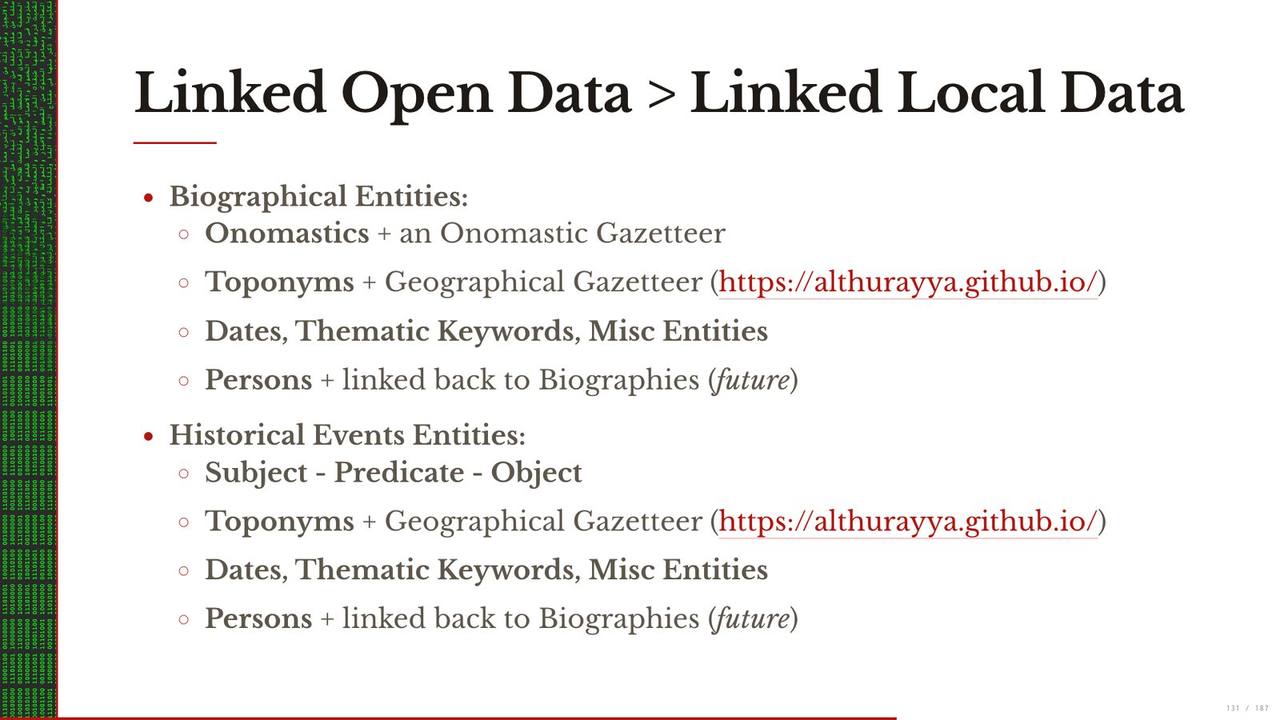 Linked Open Data > Linked Local Data
Biographical Entities:
Onomastics + an Onomastic Gazetteer
Toponyms + Geographical Gazetteer (https://althurayya.github.io/)
Dates, Thematic Keywords, Misc Entities
Persons + linked back to Biographies (future)
Historical Events Entities:
Subject - Predicate - Object
Toponyms + Geographical Gazetteer (https://althurayya.github.io/)
Dates, Thematic Keywords, Misc Entities
Persons + linked back to Biographies (future)
131 / 187